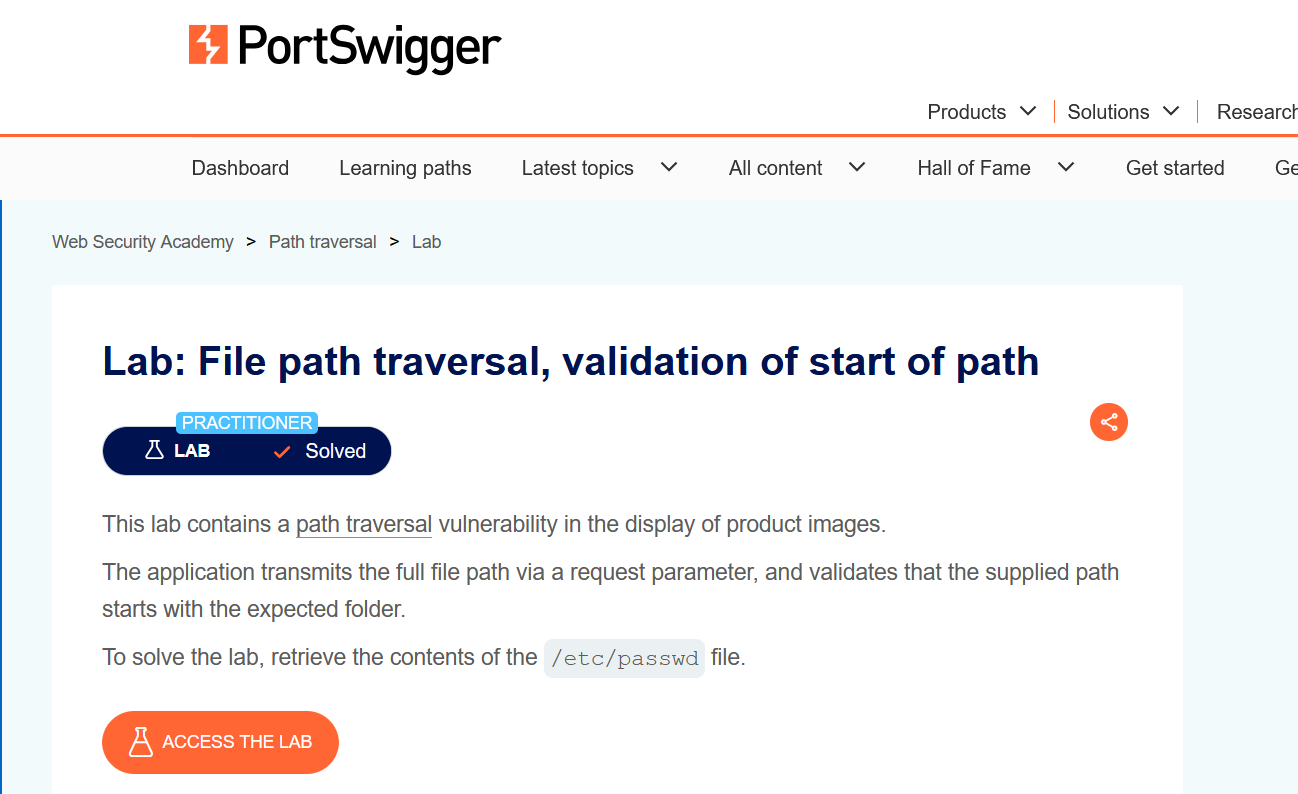 PortSwigger
Products
Solutions
Research
Dashboard
Learning paths
Latest topics
All content
Hall of Fame
Get started
Ge
Web Security Academy > Path traversal > Lab
Lab: File path traversal, validation of start of path
PRACTITIONER
LAB
Solved
This lab contains a path traversal vulnerability in the display of product images.
The application transmits the full file path via a request parameter, and validates that the supplied path
starts with the expected folder.
To solve the lab, retrieve the contents of the /etc/passwd file.
ACCESS THE LAB